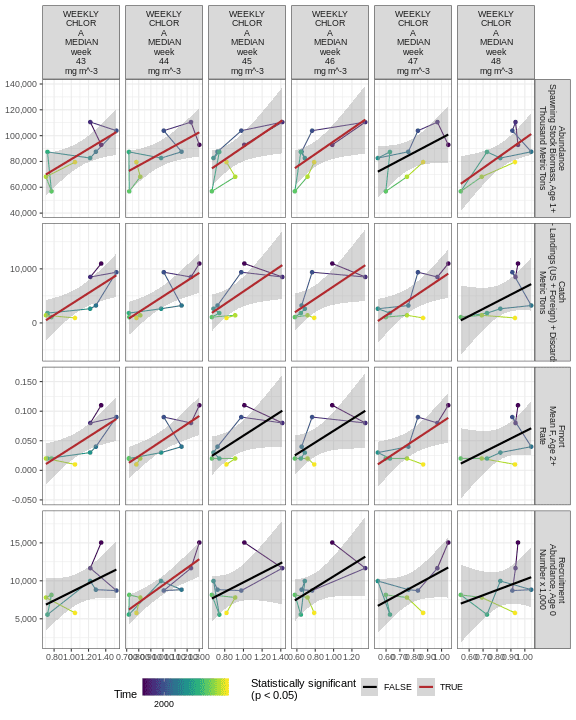 WEEKLY
CHLOR
A
MEDIAN
week
43
mg m^-3
WEEKLY
CHLOR
A
MEDIAN
week
44
mg m^-3
WEEKLY
CHLOR
A
MEDIAN
week
45
mg m^-3
WEEKLY
CHLOR
A
MEDIAN
week
46
mg m^-3
WEEKLY
CHLOR
A
MEDIAN
week
47
mg m^-3
WEEKLY
CHLOR
A
MEDIAN
week
48
mg m^-3
140,000
120,000
100,000
80,000
60,000
40,000
Abundance
Spawning Stock Biomass, Age 1+
Thousand Metric Tons
10,000
0
Catch
- Landings (US + Foreign) + Discard
Metric Tons
0.150
0.100
0.050
0.000
-0.050
Fmort
Mean F, Age 2+
Rate
15,000
10,000
5,000
Recruitment
Abundance, Age 0
Number x 1,000
0.80 1.00 1.20 1.40
0.80 1.00 1.20 1.40
0.60 0.80 1.00 1.20
0.60 0.70 0.80 0.90 1.00
0.60 0.70 0.80 0.90 1.00
Time
2000
Statistically significant
(p < 0.05)
FALSE
TRUE